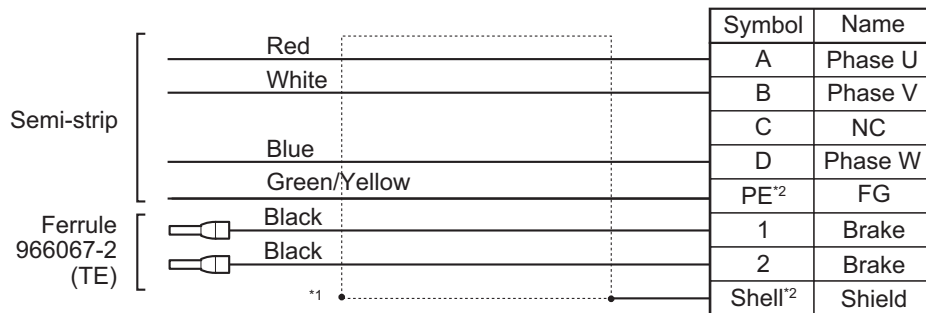 Symbol Name
Red
A Phase U
White
B Phase V
Semi-strip
C NC
Blue
D Phase W
Green/Yellow
PE*2 FG
Ferrule
966067-2
(TE)
Black
1 Brake
Black
2 Brake
*1
Shell*2 Shield